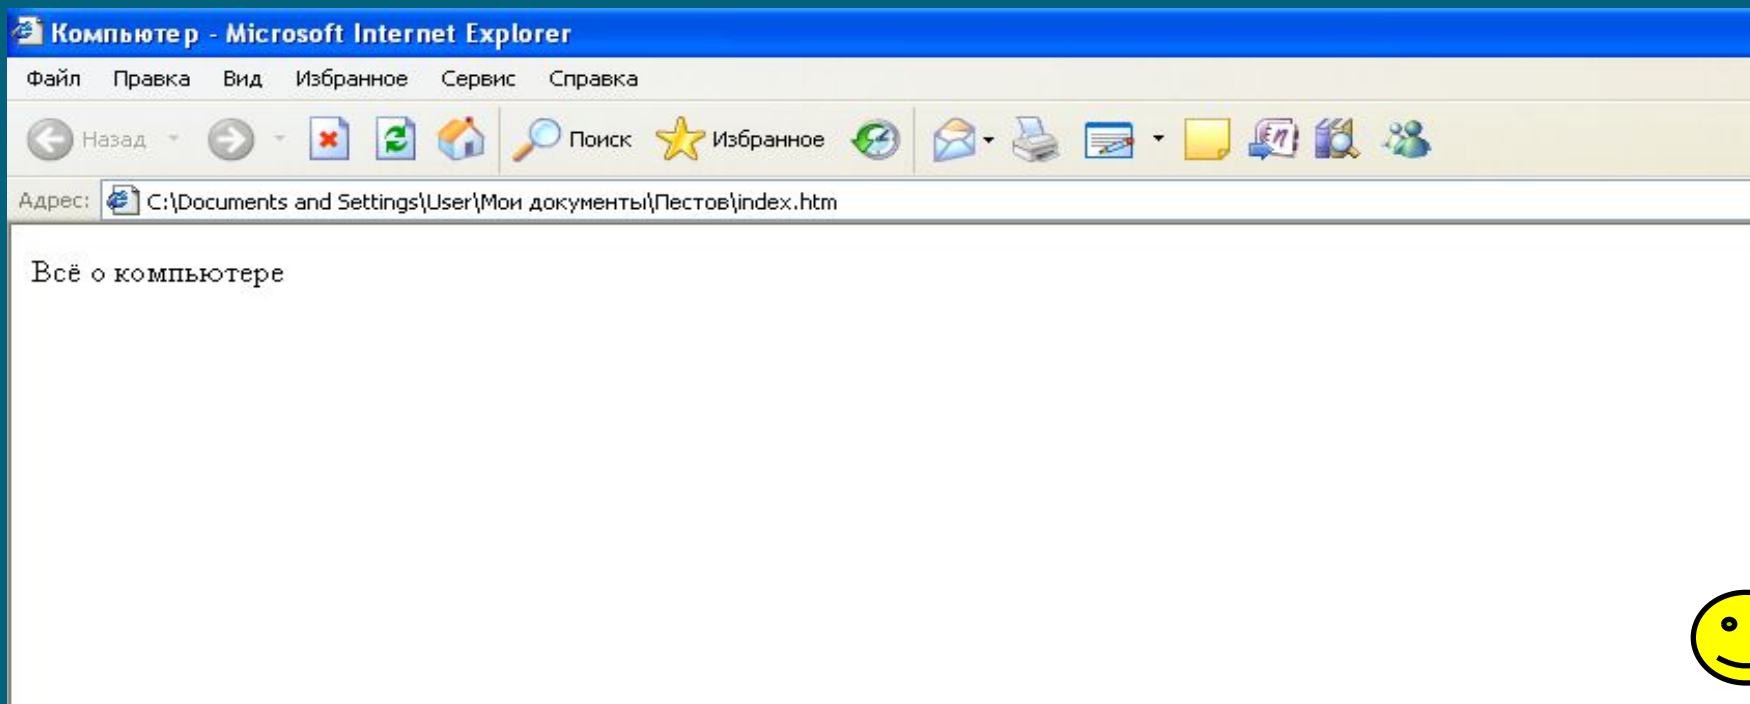 Компьютер - Microsoft Internet Explorer
Файл Правка Вид Избранное Сервис Справка
Назад Поиск Избранное
Адрес: C:\Documents and Settings\User\Мои документы\Пестов\index.htm
Всё о компьютере